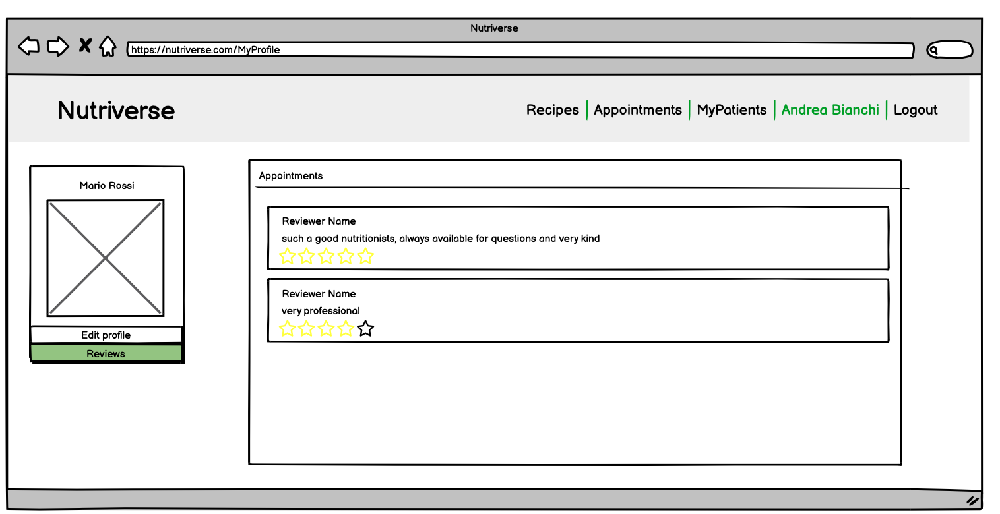 Nutriverse
https://nutriverse.com/MyProfile
Nutriverse
Recipes Appointments MyPatients Andrea Bianchi Logout
Mario Rossi
Edit profile
Reviews
Appointments
Reviewer Name
such a good nutritionists, always available for questions and very kind
Reviewer Name
very professional